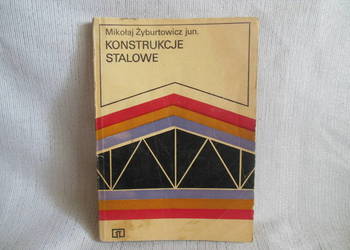 Mikołaj Żyburtowicz jun.
KONSTRUKCJE
STALOWE